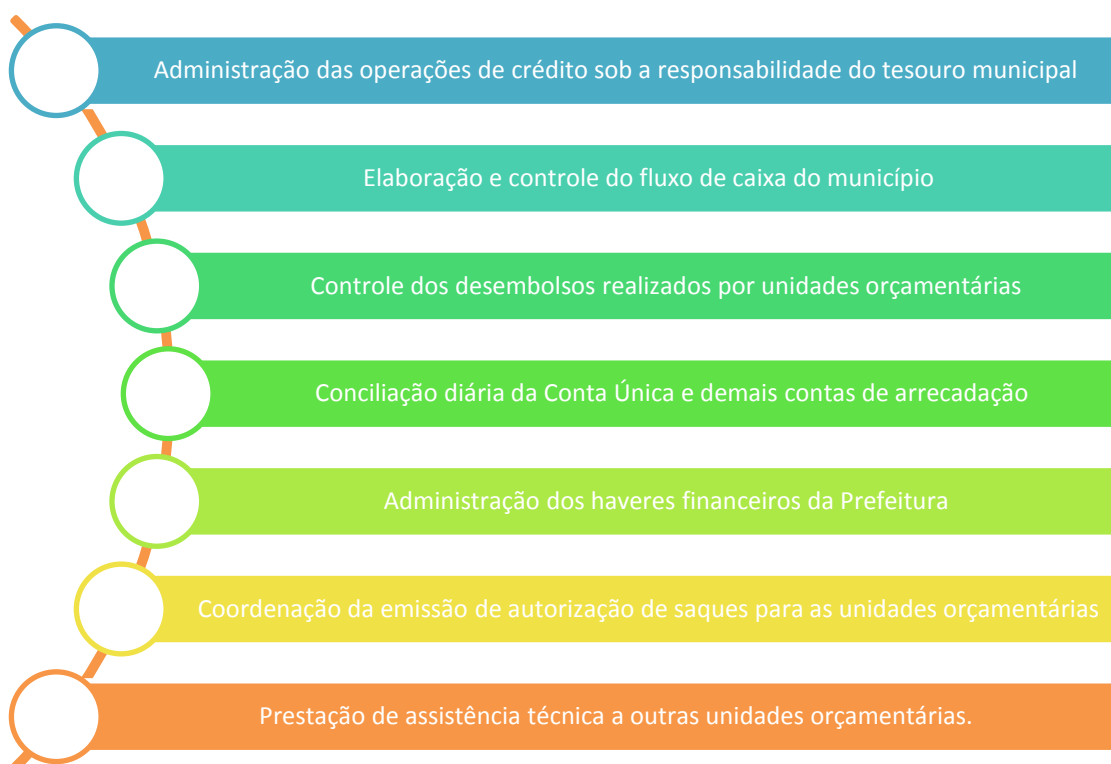 Administração das operações de crédito sob a responsabilidade do tesouro municipal
Elaboração e controle do fluxo de caixa do município
Controle dos desembolsos realizados por unidades orçamentárias
Conciliação diária da Conta Única e demais contas de arrecadação
Administração dos haveres financeiros da Prefeitura
Coordenação da emissão de autorização de saques para as unidades orçamentárias
Prestação de assistência técnica a outras unidades orçamentárias.